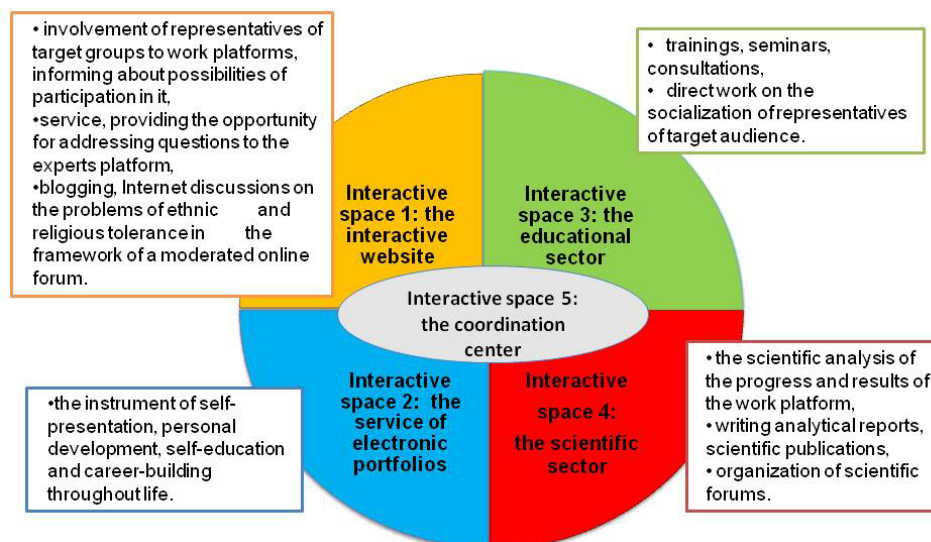 • involvement of representatives of
target groups to work platforms,
informing about possibilities of
participation in it,
•service, providing the opportunity
for addressing questions to the
experts platform,
•blogging, Internet discussions on
the problems of ethnic and
religious tolerance in the
framework of a moderated online
forum.
• trainings, seminars,
consultations,
• direct work on the
socialization of representatives
of target audience.
Interactive
space 1: the
interactive
website
Interactive
space 3: the
educational
sector
Interactive space 5:
the coordination
center
Interactive
space 2: the
service of
electronic
portfolios
Interactive
space 4:
the scientific
sector
•the instrument of self-
presentation, personal
development, self-education
and career-building
throughout life.
•the scientific analysis of
the progress and results of
the work platform,
• writing analytical reports,
scientific publications,
• organization of scientific
forums.